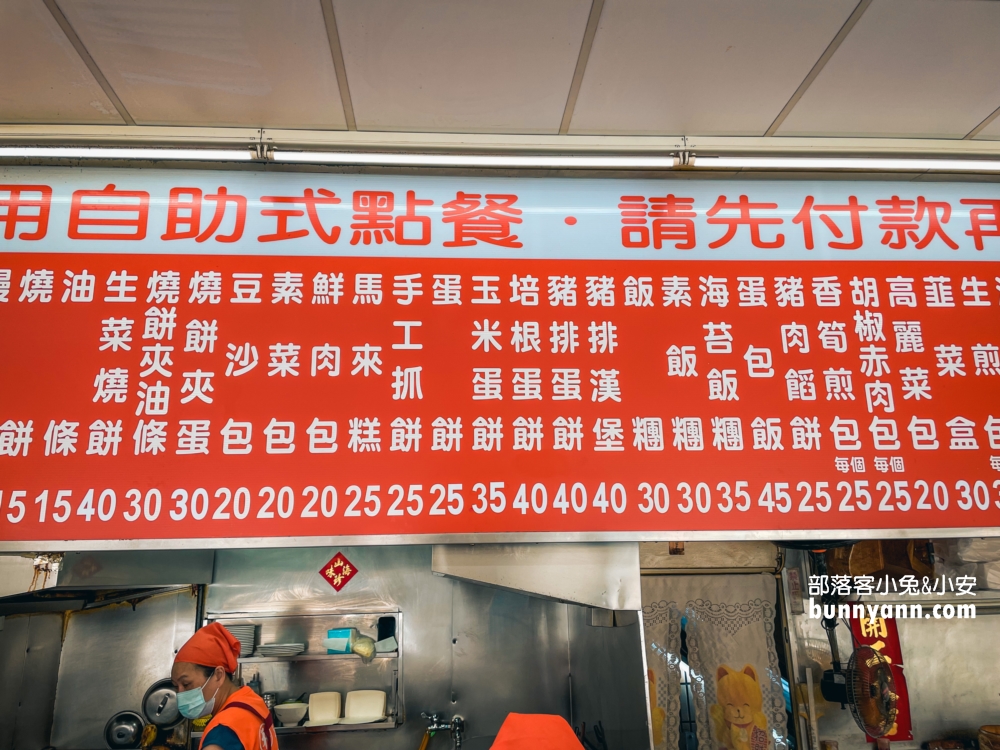 用自助式點餐・請先付款再
燒餅 15
油條 15
生菜燒餅 40
燒餅夾油條 30
燒餅夾蛋 30
豆沙包 20
素菜包 20
鮮肉包 20
馬來糕 25
手工抓餅 25
蛋餅 25
玉米蛋餅 35
培根蛋餅 40
豬排蛋餅 40
豬排漢堡 40
飯糰 30
素飯糰 30
海苔飯糰 35
蛋包飯 45
豬肉餡餅 25
香筍煎包 每個 25
胡椒赤肉包 每個 25
高麗菜包 20
韮菜盒 30
生煎包
山海
味珍
部落客小兔&小安
bunnyann.com